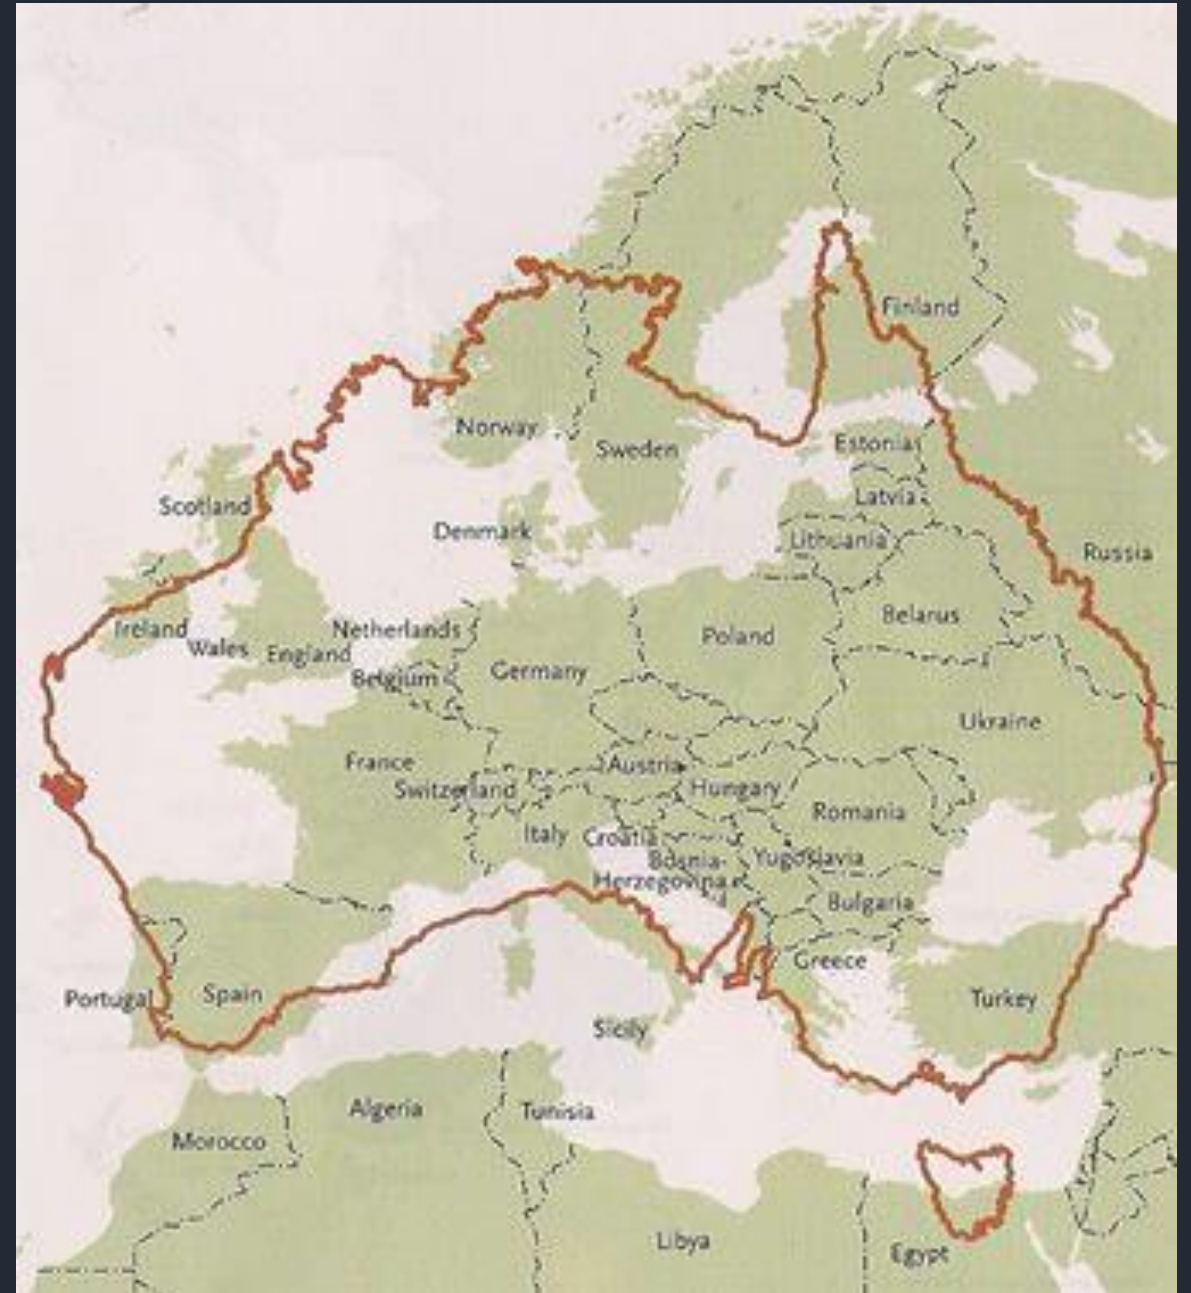 Finland
Norway
Sweden
Estonia
Latvia
Scotland
Denmark
Lithuania
Russia
Belarus
Ireland
Netherlands
Poland
Wales
England
Belgium
Germany
Ukraine
France
Austria
Switzerland
Hungary
Romania
Italy
Croatia
Bosnia-
Herzegovina
Yugoslavia
Bulgaria
Greece
Portugal
Spain
Turkey
Sicily
Algeria
Tunisia
Morocco
Libya
Egypt